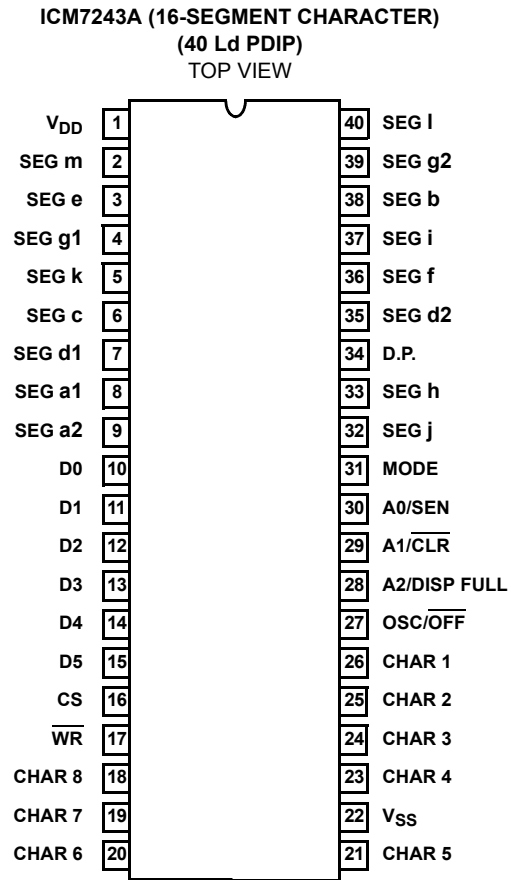 ICM7243A (16-SEGMENT CHARACTER)
(40 Ld PDIP)
TOP VIEW
VDD 1 40 SEG l
SEG m 2 39 SEG g2
SEG e 3 38 SEG b
SEG g1 4 37 SEG i
SEG k 5 36 SEG f
SEG c 6 35 SEG d2
SEG d1 7 34 D.P.
SEG a1 8 33 SEG h
SEG a2 9 32 SEG j
D0 10 31 MODE
D1 11 30 A0/SEN
D2 12 29 A1/C̅L̅R̅
D3 13 28 A2/DISP FULL
D4 14 27 OSC/O̅F̅F̅
D5 15 26 CHAR 1
CS 16 25 CHAR 2
W̅R̅ 17 24 CHAR 3
CHAR 8 18 23 CHAR 4
CHAR 7 19 22 VSS
CHAR 6 20 21 CHAR 5